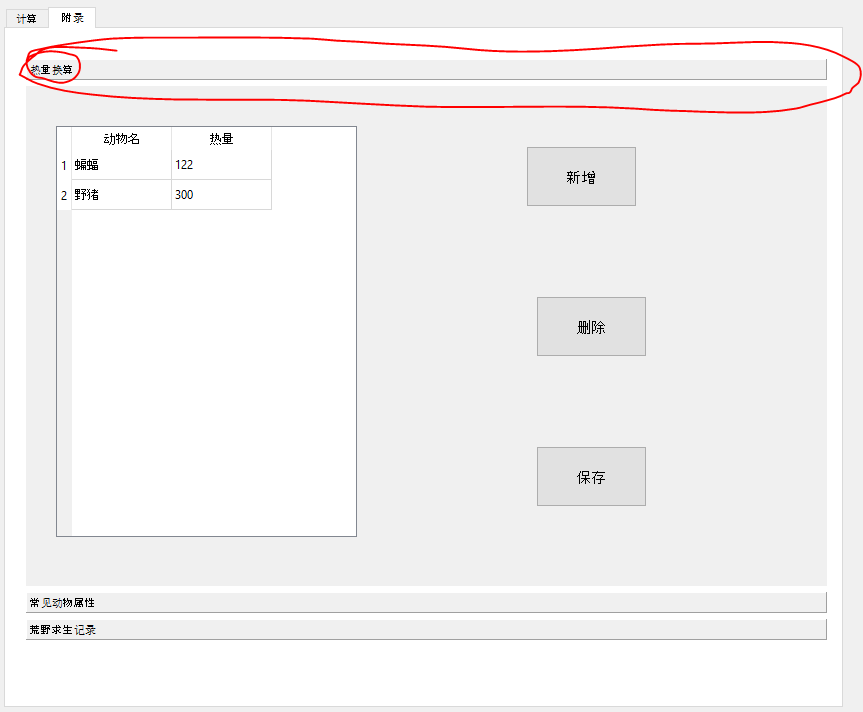 计算 附录
热量换算
动物名 热量
1 蝙蝠 122
2 野猪 300
新增
删除
保存
常见动物属性
荒野求生记录